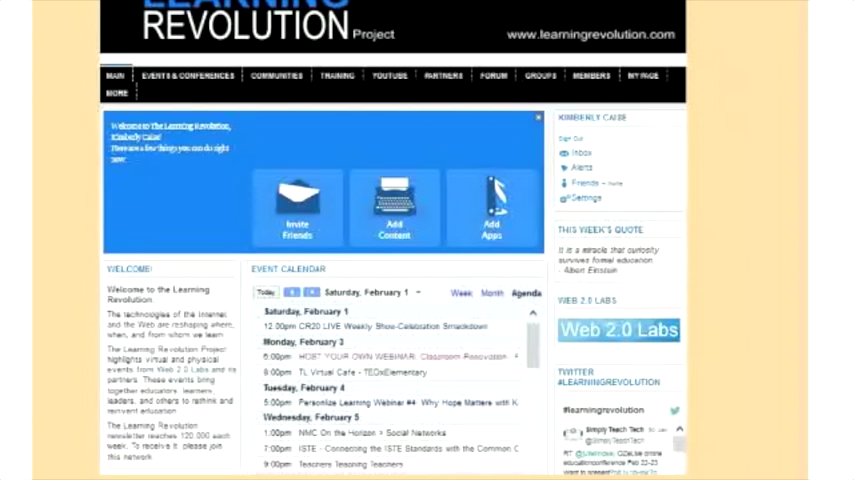 LEARNING
REVOLUTION Project
www.learningrevolution.com
MAIN
EVENTS & CONFERENCES
COMMUNITIES
TRAINING
YOUTUBE
PARTNERS
FORUM
GROUPS
MEMBERS
MY PAGE
MORE
Welcome to The Learning Revolution,
Kimberly Caise!
Here are a few things you can do right
now.
Invite
Friends
Add
Content
Add
Apps
KIMBERLY CAISE
Sign Out
Inbox
Alerts
Friends –
Settings
THIS WEEK'S QUOTE
It is a miracle that curiosity
survives formal education.
- Albert Einstein
WEB 2.0 LABS
Web 2.0 Labs
TWITTER
#LEARNINGREVOLUTION
#learningrevolution
Simply Teach Tech
@SimplyTeachTech
online
Feb 22-23
WELCOME!
Welcome to the Learning
Revolution.
The technologies of the Internet
and the Web are reshaping where,
when, and from whom we learn.
The Learning Revolution Project
highlights virtual and physical
events from Web 2.0 Labs and its
partners. These events bring
together educators, learners,
leaders, and others to rethink and
reinvent education.
The Learning Revolution
newsletter reaches 120,000 each
week. To receive it, please join
this network
EVENT CALENDAR
Today
Saturday, February 1
Week
Month
Agenda
Saturday, February 1
12:00pm CR20 LIVE Weekly Show-Celebration Smackdown
Monday, February 3
6:00pm HOST YOUR OWN WEBINAR: Classroom Renovation
8:00pm TL Virtual Cafe - TEDxElementary
Tuesday, February 4
5:00pm Personlize Learning Webinar #4: Why Hope Matters with K
Wednesday, February 5
1:00pm NMC On the Horizon > Social Networks
7:00pm ISTE - Connecting the ISTE Standards with the Common C
9:00pm Teachers Teaching Teachers